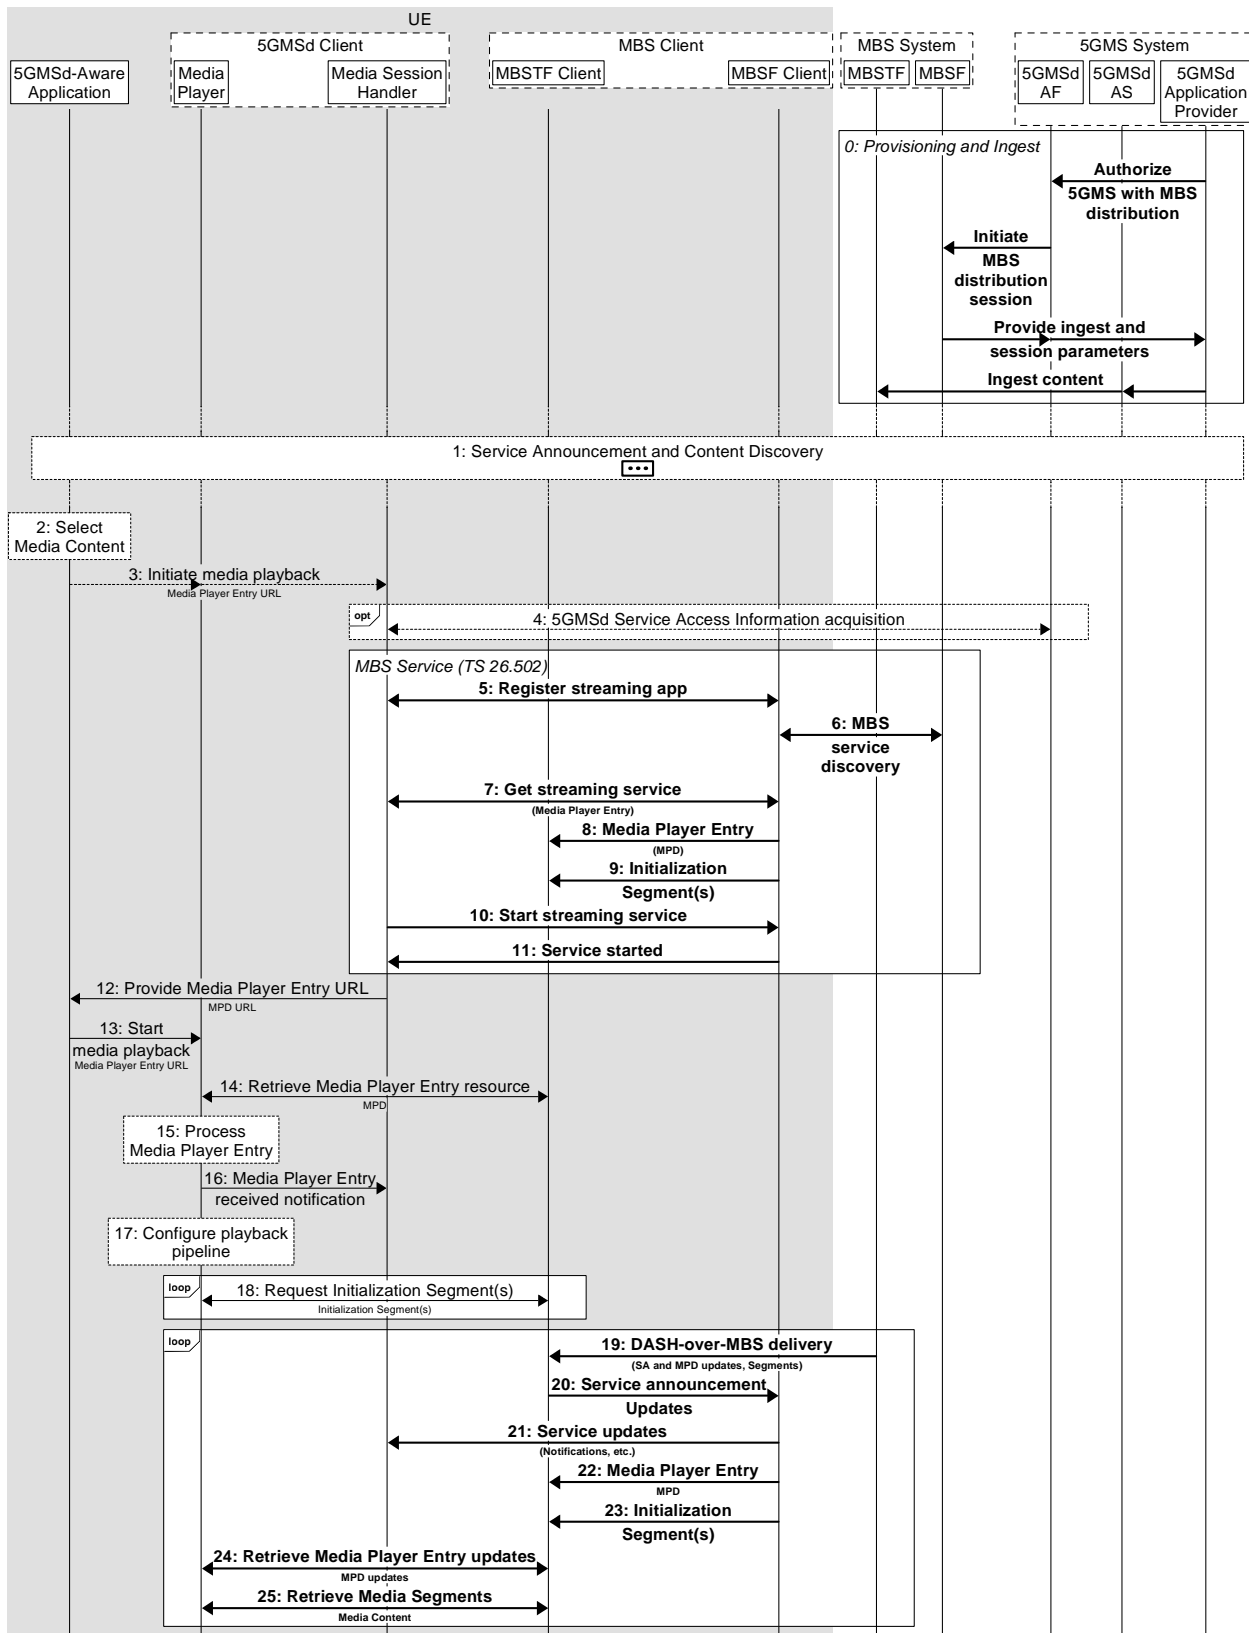 UE
5GMSd Client
MBS Client
MBS System
5GMS System
5GMSd-Aware
Application
Media
Player
Media Session
Handler
MBSTF Client
MBSF Client
MBSTF
MBSF
5GMSd
AF
5GMSd
AS
5GMSd
Application
Provider
0: Provisioning and Ingest
Authorize
5GMS with MBS
distribution
Initiate
MBS
distribution
session
Provide ingest and
session parameters
Ingest content
1: Service Announcement and Content Discovery
2: Select
Media Content
3: Initiate media playback
Media Player Entry URL
opt
4: 5GMSd Service Access Information acquisition
MBS Service (TS 26.502)
5: Register streaming app
6: MBS
service
discovery
7: Get streaming service
(Media Player Entry)
8: Media Player Entry
(MPD)
9: Initialization
Segment(s)
10: Start streaming service
11: Service started
12: Provide Media Player Entry URL
MPD URL
13: Start
media playback
Media Player Entry URL
14: Retrieve Media Player Entry resource
MPD
15: Process
Media Player Entry
16: Media Player Entry
received notification
17: Configure playback
pipeline
loop
18: Request Initialization Segment(s)
Initialization Segment(s)
loop
19: DASH-over-MBS delivery
(SA and MPD updates, Segments)
20: Service announcement
Updates
21: Service updates
(Notifications, etc.)
22: Media Player Entry
MPD
23: Initialization
Segment(s)
24: Retrieve Media Player Entry updates
MPD updates
25: Retrieve Media Segments
Media Content